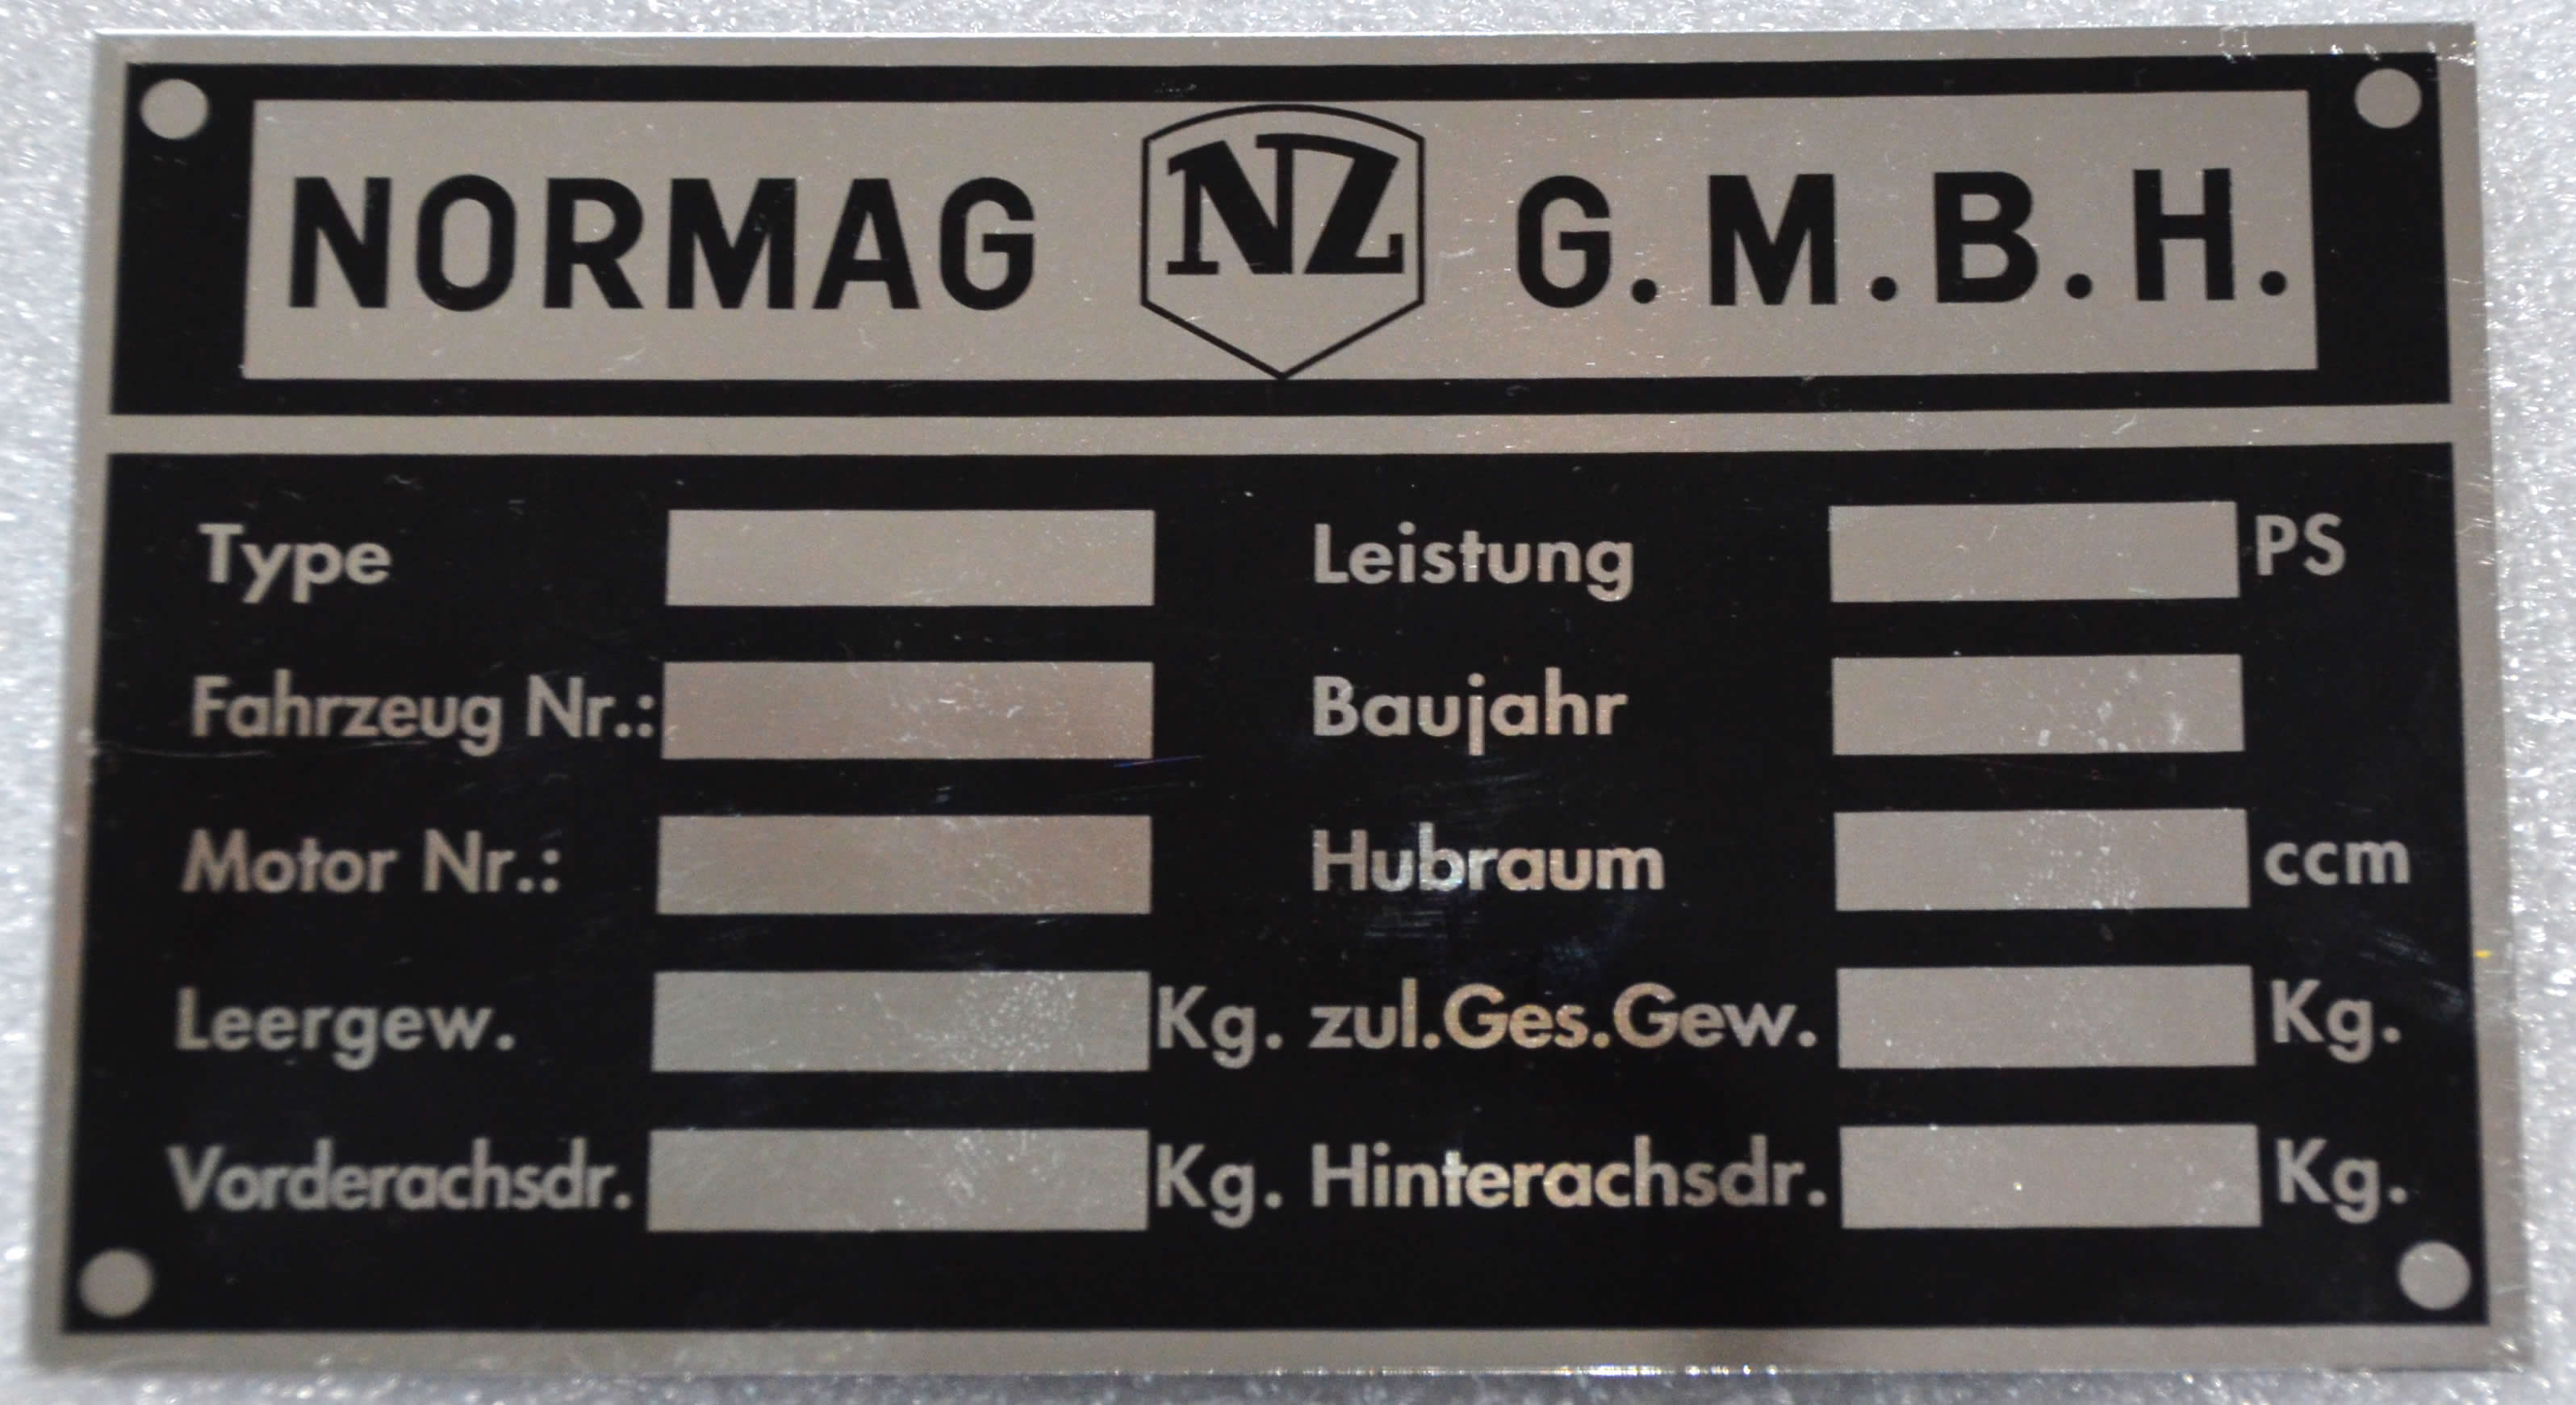 NORMAG NZ G.M.B.H.
Type Leistung PS
Fahrzeug Nr.: Baujahr
Motor Nr.: Hubraum ccm
Leergew. Kg. zul.Ges.Gew. Kg.
Vorderachsdr. Kg. Hinterachsdr. Kg.